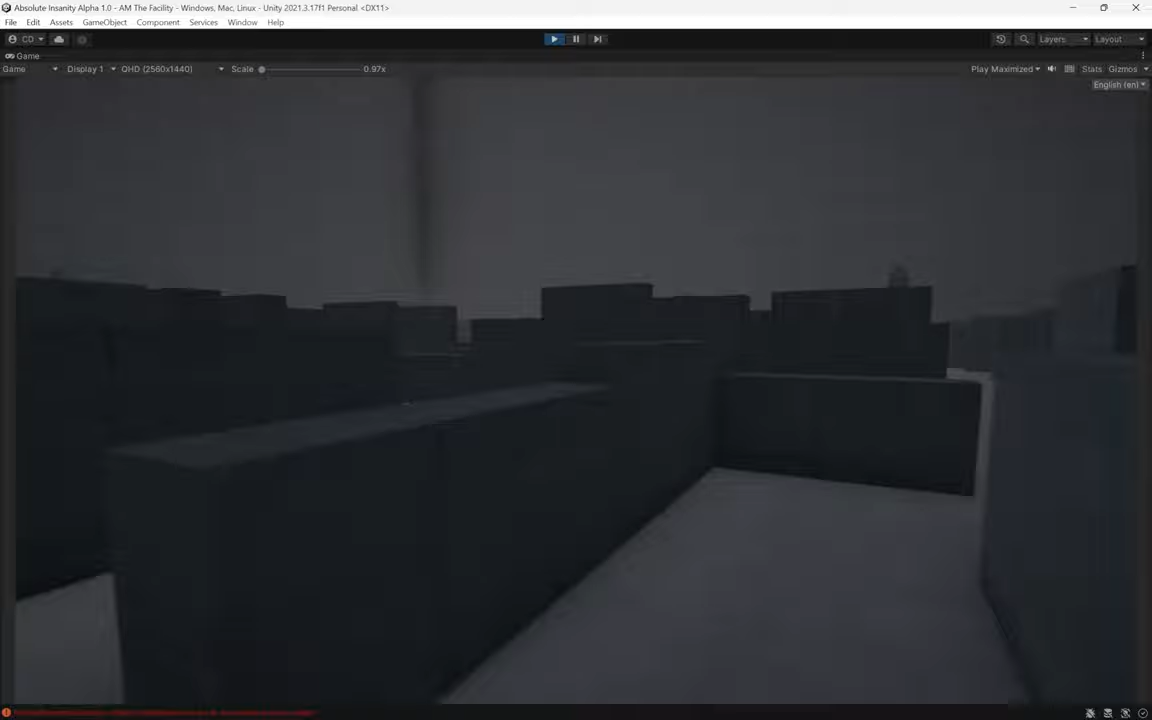 Absolute Insanity Alpha 1.0 - AM The Facility - Windows, Mac, Linux - Unity 2021.3.17f1 Personal <DX11>
File Edit Assets GameObject Component Services Window Help
CD Layers Layout
Game
Game Display 1 QHD (2560x1440) Scale 0.97x Play Maximized Stats Gizmos
English (en)